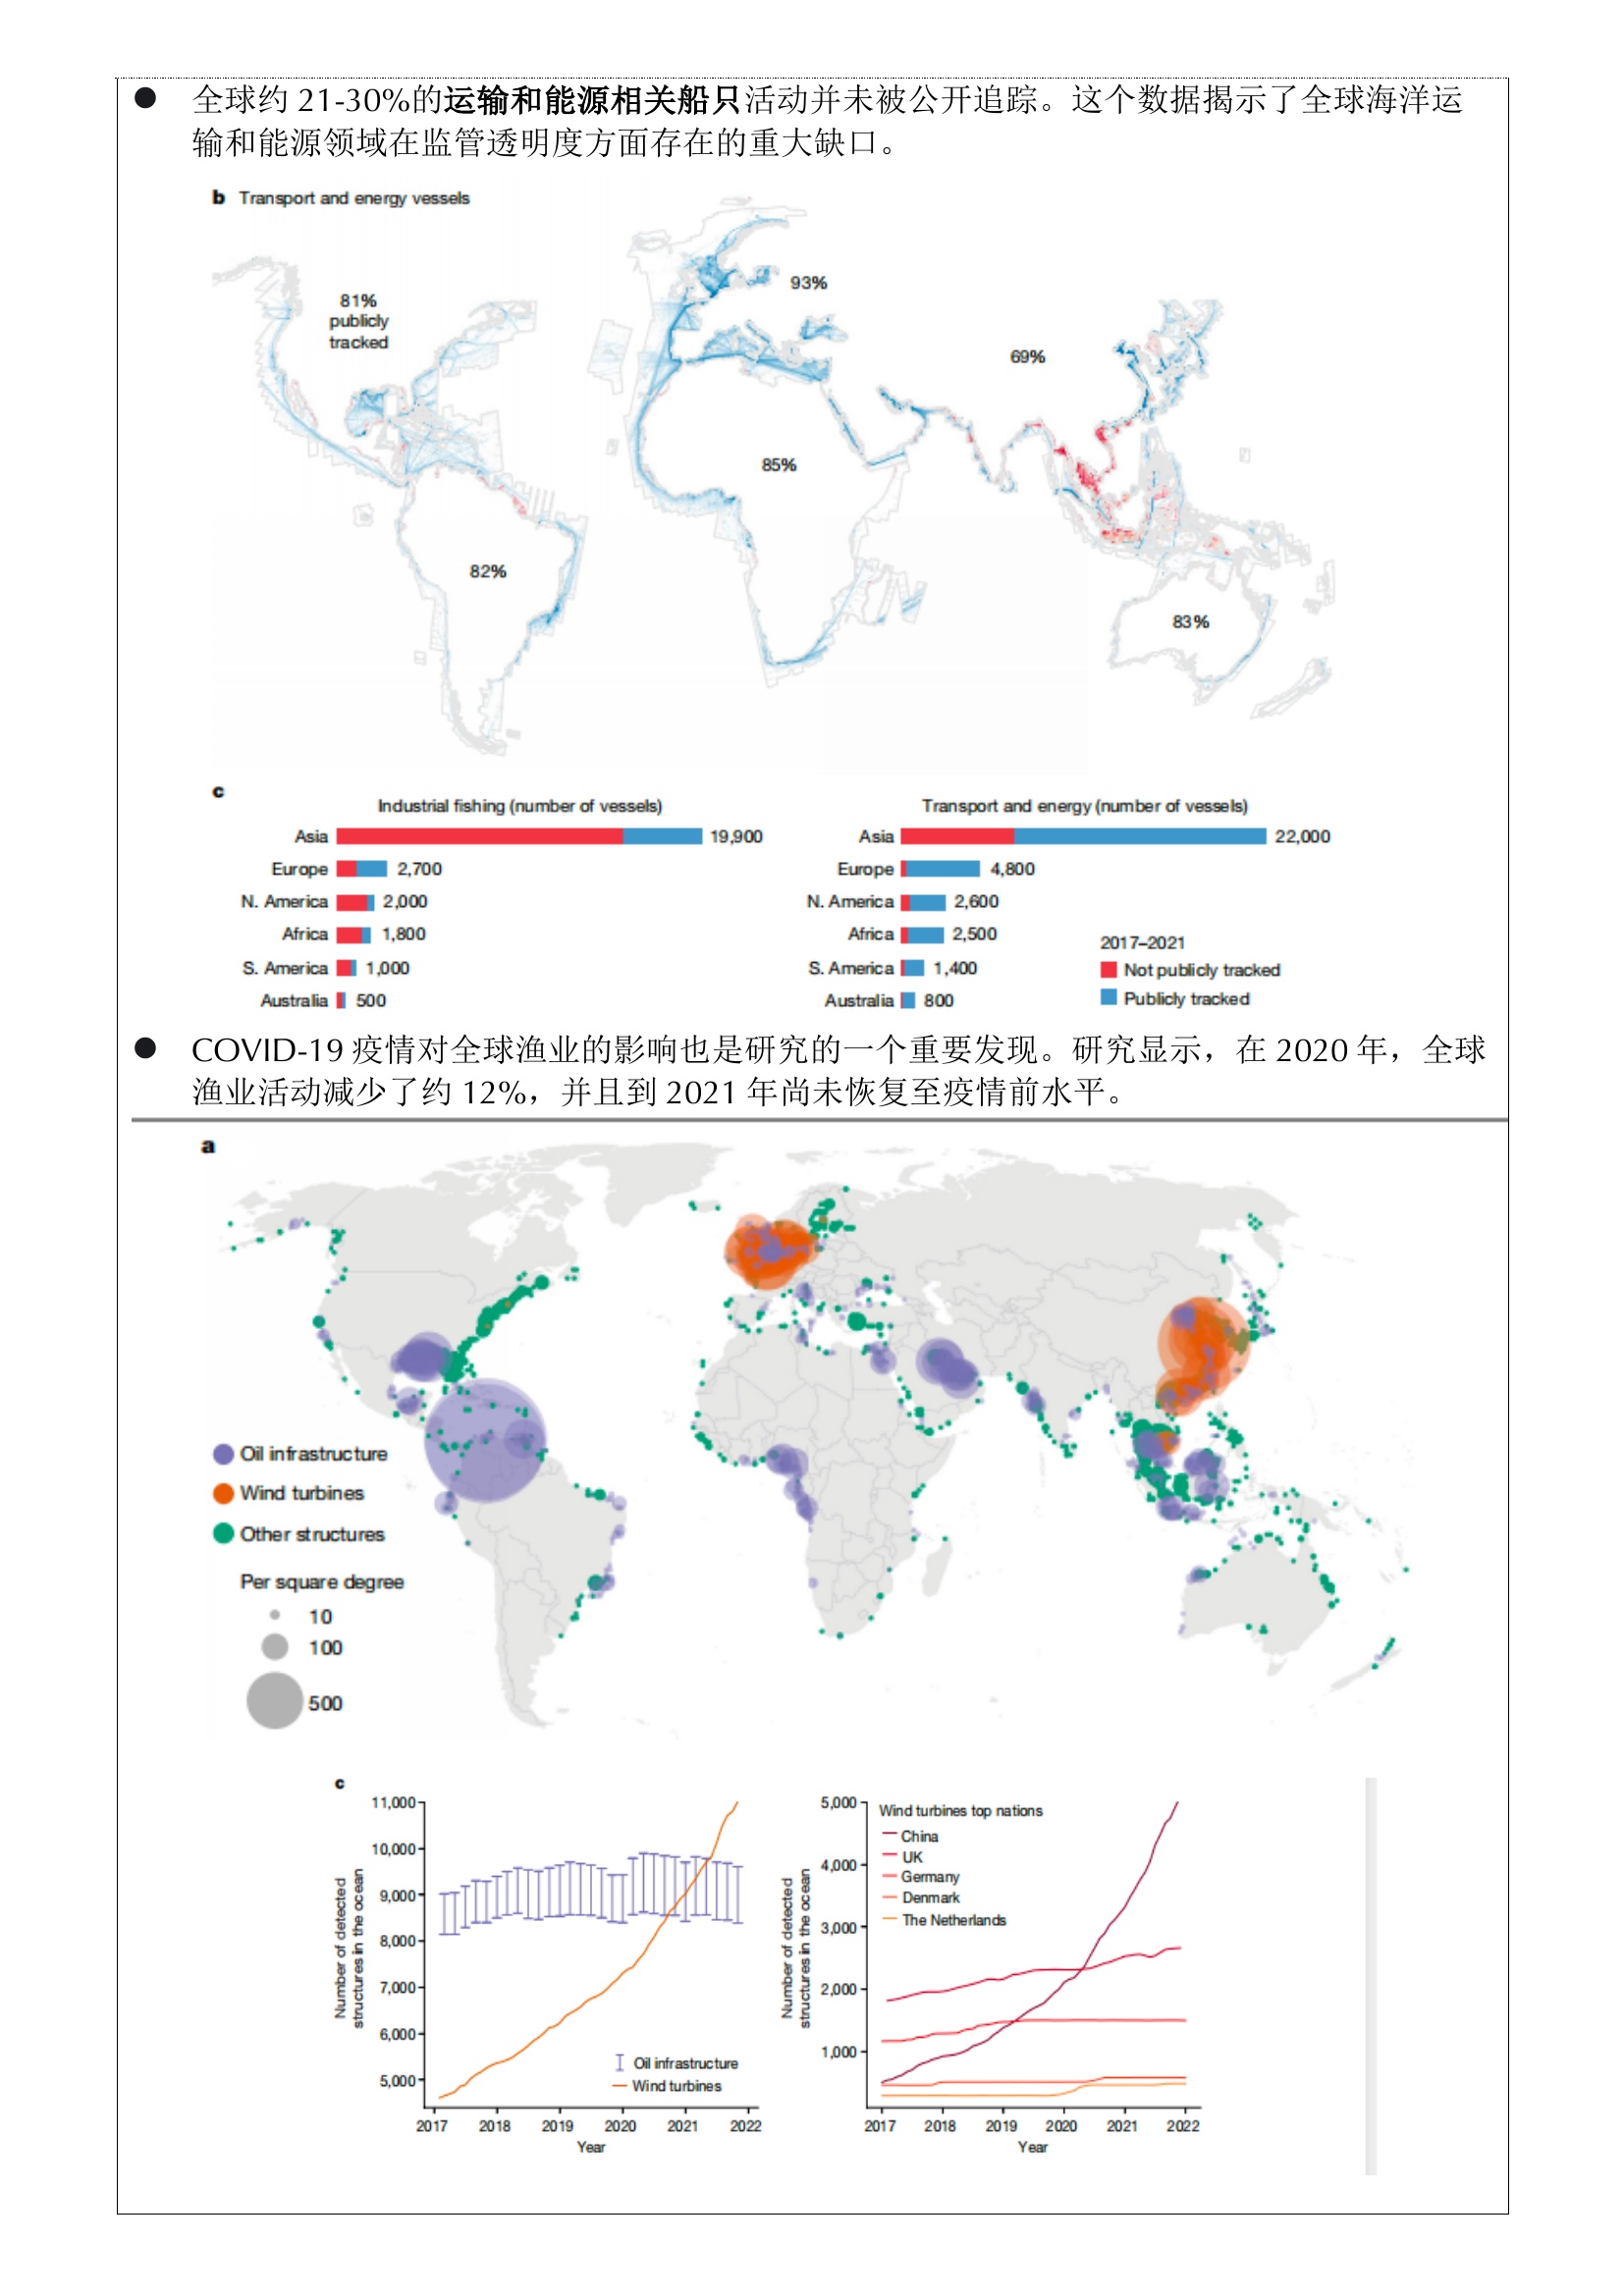 ● 全球约 21-30%的运输和能源相关船只活动并未被公开追踪。这个数据揭示了全球海洋运
输和能源领域在监管透明度方面存在的重大缺口。
b Transport and energy vessels
93%
81%
publicly
tracked
69%
85%
82%
83%
c
Industrial fishing (number of vessels)
Asia 19,900
Europe 2,700
N. America 2,000
Africa 1,800
S. America 1,000
Australia 500
Transport and energy (number of vessels)
Asia 22,000
Europe 4,800
N. America 2,600
Africa 2,500
S. America 1,400
Australia 800
2017–2021
Not publicly tracked
Publicly tracked
● COVID-19 疫情对全球渔业的影响也是研究的一个重要发现。研究显示，在 2020 年，全球
渔业活动减少了约 12%，并且到 2021 年尚未恢复至疫情前水平。
a
Oil infrastructure
Wind turbines
Other structures
Per square degree
10
100
500
c
Number of detected
structures in the ocean
11,000
10,000
9,000
8,000
7,000
6,000
5,000
Oil infrastructure
Wind turbines
2017 2018 2019 2020 2021 2022
Year
Number of detected
structures in the ocean
5,000
4,000
3,000
2,000
1,000
Wind turbines top nations
China
UK
Germany
Denmark
The Netherlands
2017 2018 2019 2020 2021 2022
Year